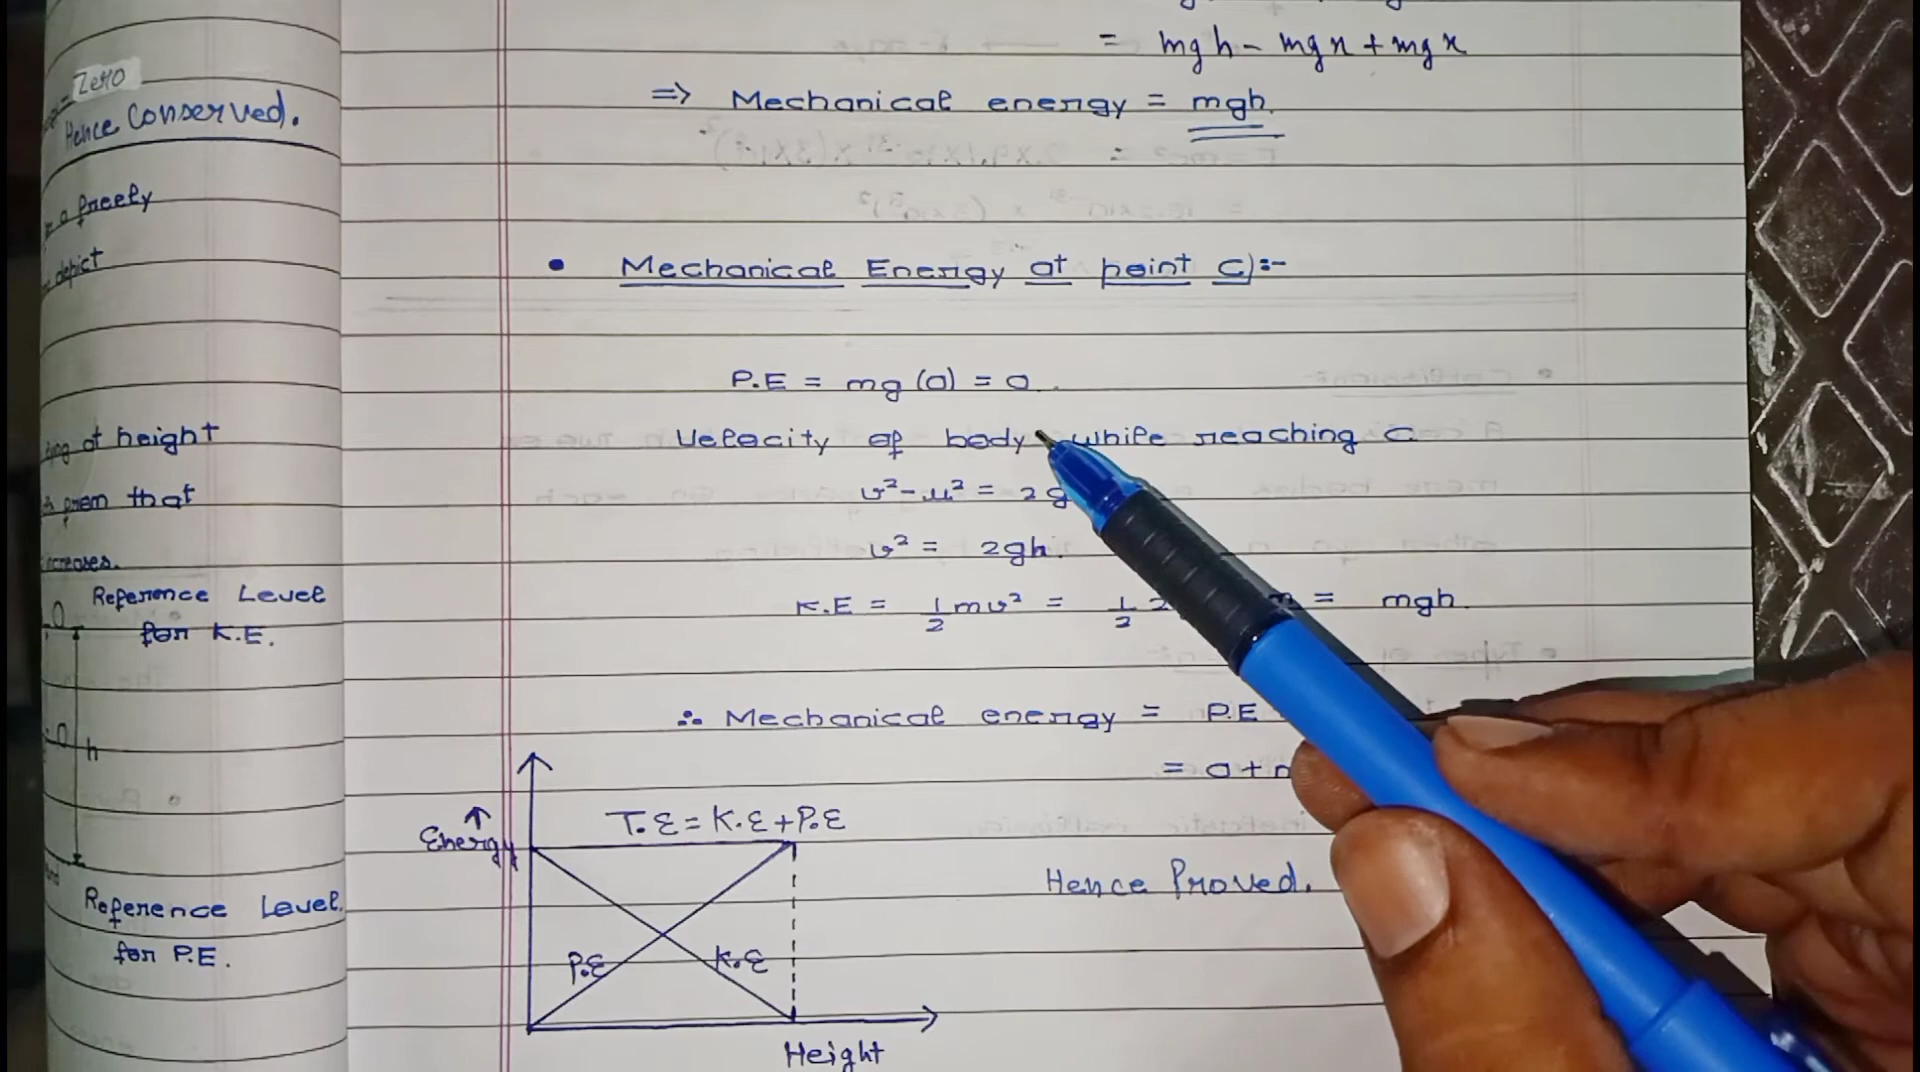 Zero
Hence Conserved.
a freely
depict
at height
that
Reference Level
for K.E.
h
Reference Level.
for P.E.
= mgh - mgx + mgx
=> Mechanical energy = mgh.
• Mechanical Energy at point C):-
P.E = mg (0) = 0.
Velocity of body while reaching C
v² - u² = 2g
v² = 2gh.
K.E = 1/2 mv² = 1/2 = mgh.
∴ Mechanical energy = P.E
= 0 +
T.E = K.E + P.E
Energy ↑
P.E K.E
Height
Hence Proved.